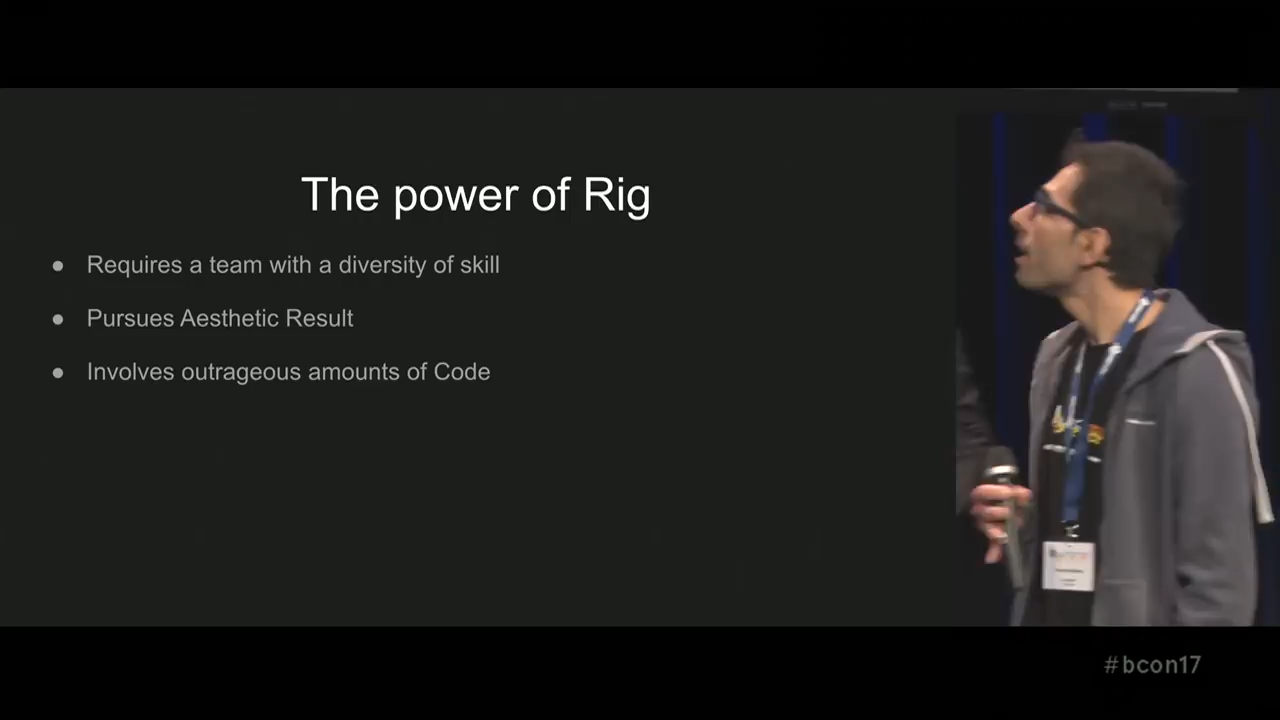 The power of Rig
● Requires a team with a diversity of skill
● Pursues Aesthetic Result
● Involves outrageous amounts of Code
#bcon17